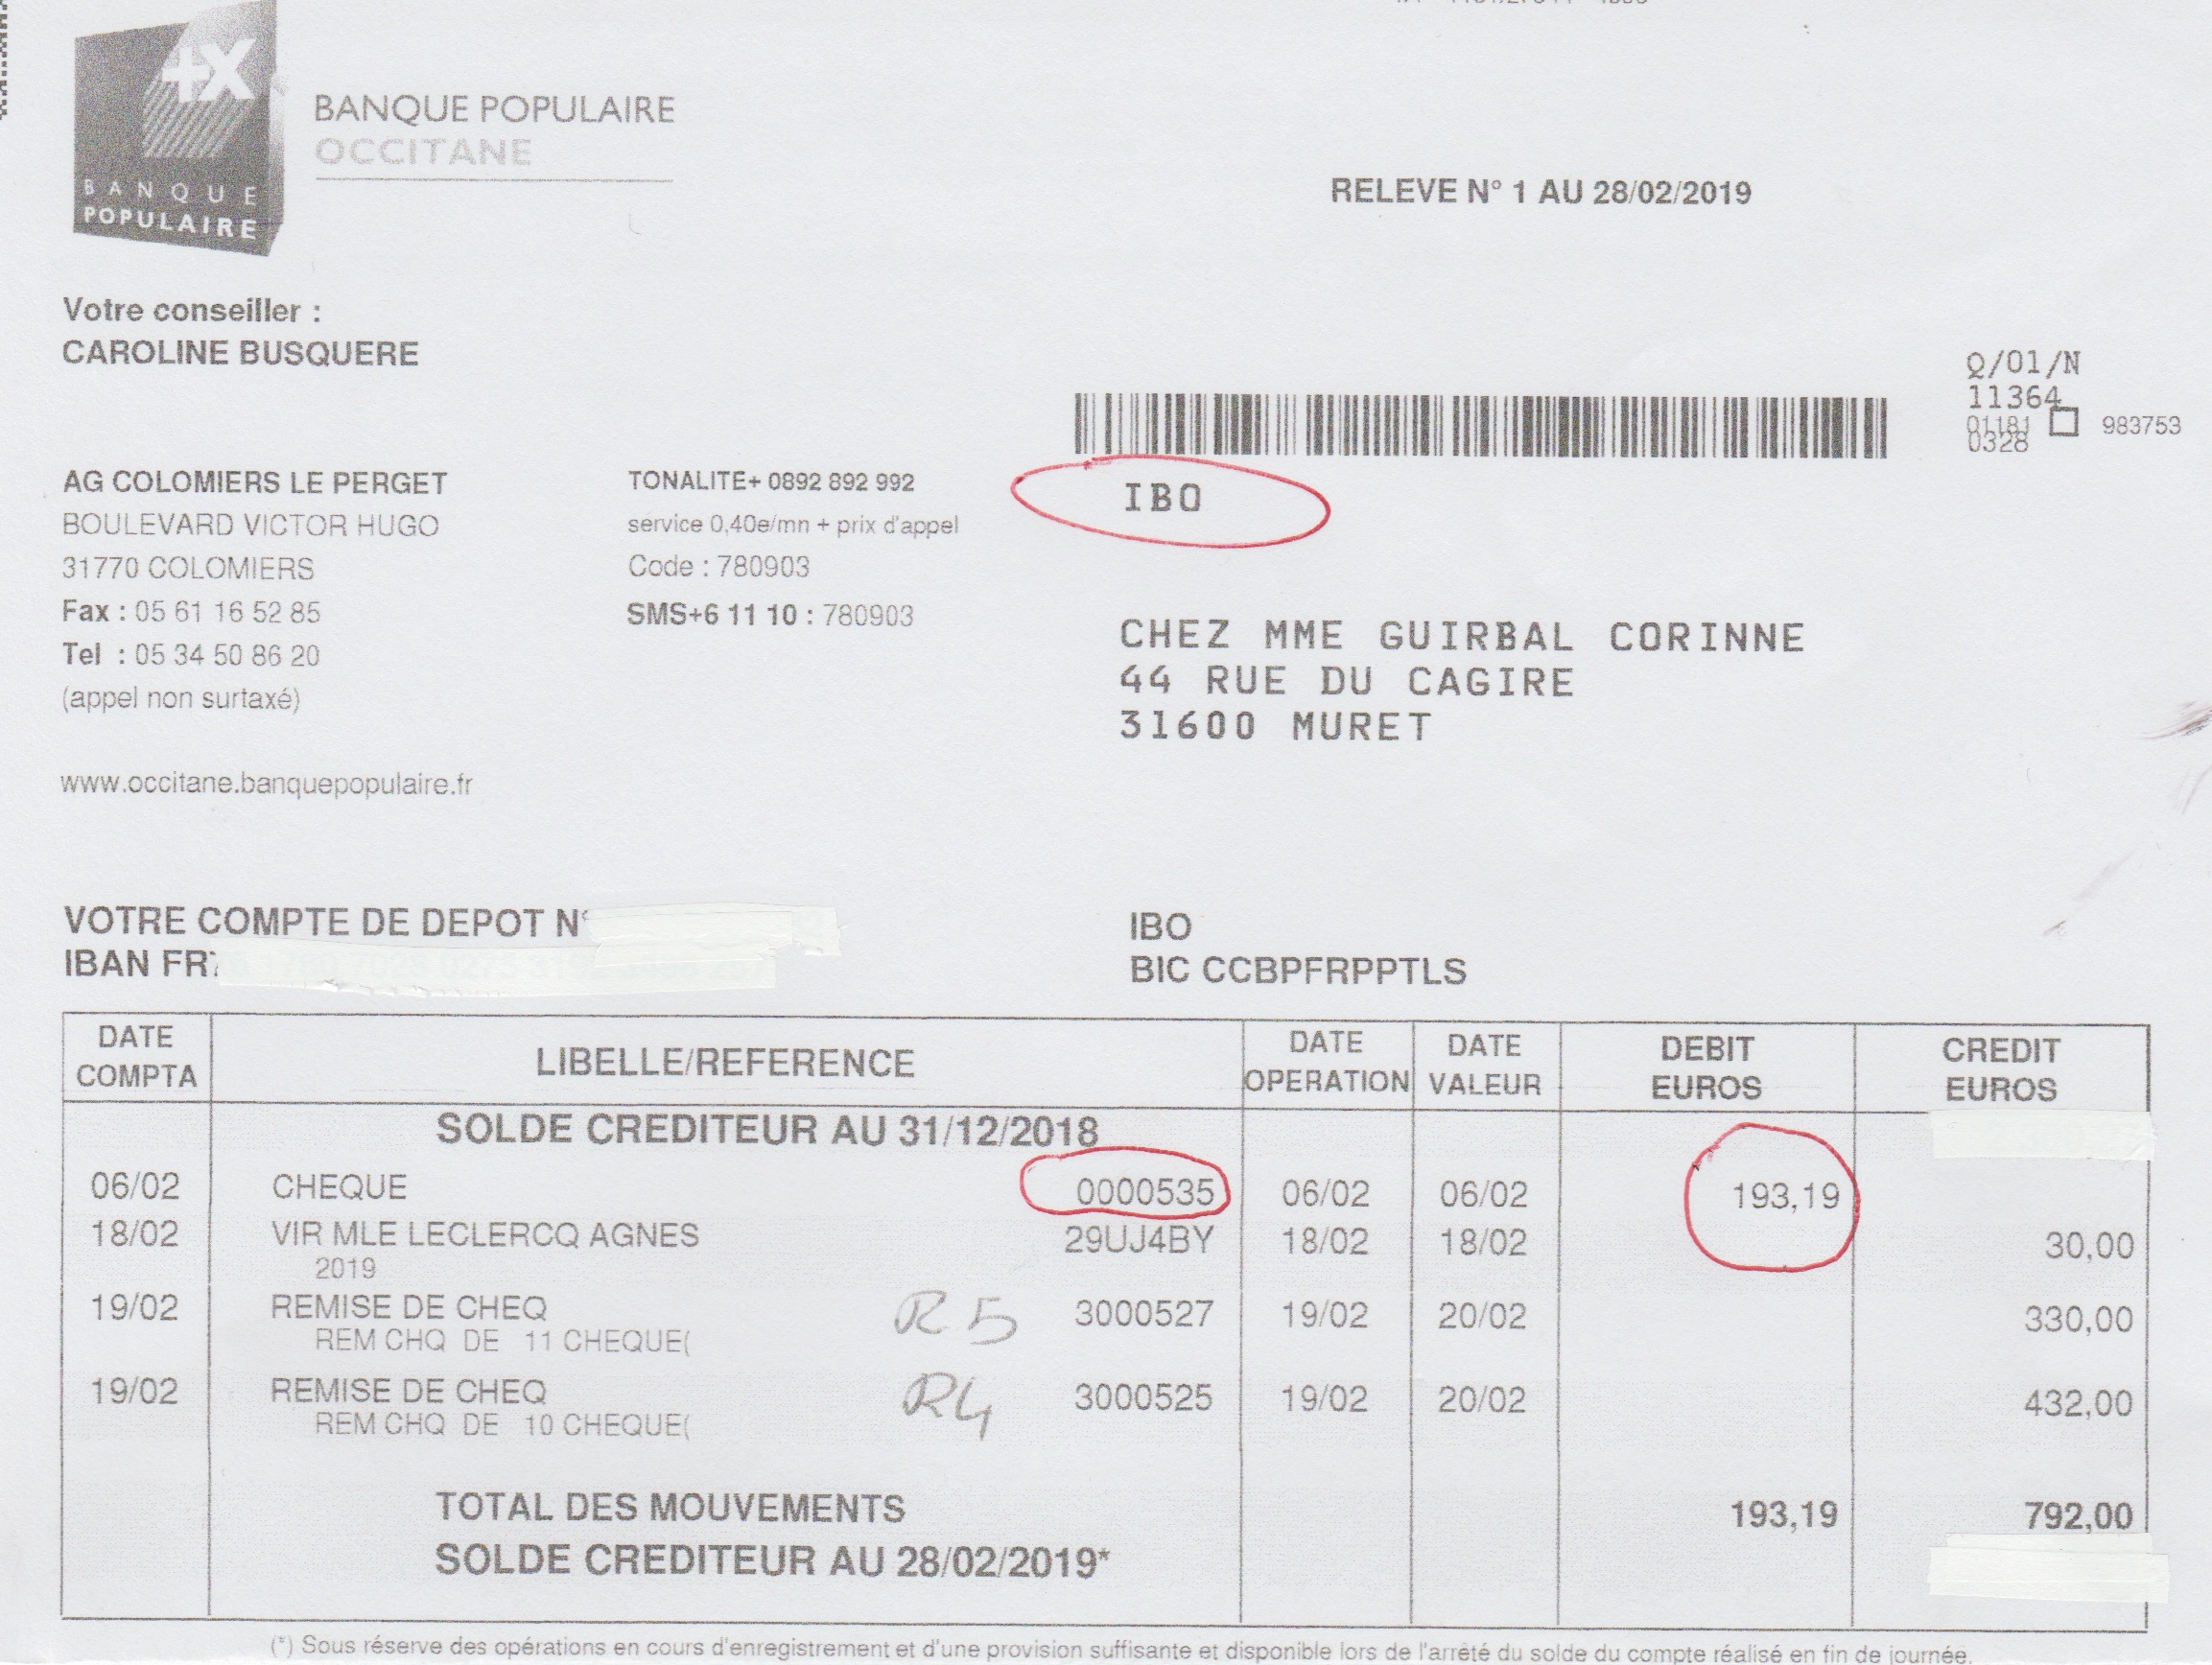 +X
BANQUE
POPULAIRE
BANQUE POPULAIRE
OCCITANE
RELEVE N° 1 AU 28/02/2019
Votre conseiller :
CAROLINE BUSQUERE
Q/01/N
11364
01181 983753
0328
AG COLOMIERS LE PERGET
BOULEVARD VICTOR HUGO
31770 COLOMIERS
Fax : 05 61 16 52 85
Tel : 05 34 50 86 20
(appel non surtaxé)
TONALITE+ 0892 892 992
service 0,40e/mn + prix d'appel
Code : 780903
SMS+6 11 10 : 780903
IBO
CHEZ MME GUIRBAL CORINNE
44 RUE DU CAGIRE
31600 MURET
www.occitane.banquepopulaire.fr
VOTRE COMPTE DE DEPOT N° IBO
IBAN FR7 BIC CCBPFRPPTLS
DATE COMPTA LIBELLE/REFERENCE DATE OPERATION DATE VALEUR DEBIT EUROS CREDIT EUROS
SOLDE CREDITEUR AU 31/12/2018
06/02 CHEQUE 0000535 06/02 06/02 193,19
18/02 VIR MLE LECLERCQ AGNES 29UJ4BY 18/02 18/02 30,00
2019
19/02 REMISE DE CHEQ R5 3000527 19/02 20/02 330,00
REM CHQ DE 11 CHEQUE(
19/02 REMISE DE CHEQ R4 3000525 19/02 20/02 432,00
REM CHQ DE 10 CHEQUE(
TOTAL DES MOUVEMENTS 193,19 792,00
SOLDE CREDITEUR AU 28/02/2019*
(*) Sous réserve des opérations en cours d'enregistrement et d'une provision suffisante et disponible lors de l'arrêté du solde du compte réalisé en fin de journée.